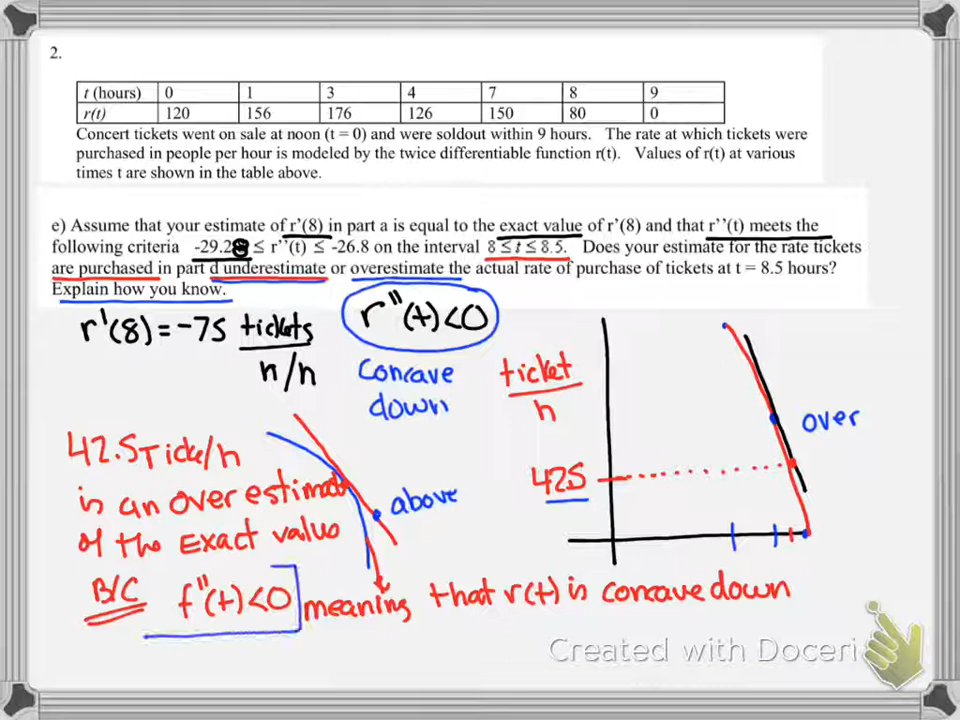 2.
t (hours) 0 1 3 4 7 8 9
r(t) 120 156 176 126 150 80 0
Concert tickets went on sale at noon (t = 0) and were soldout within 9 hours. The rate at which tickets were
purchased in people per hour is modeled by the twice differentiable function r(t). Values of r(t) at various
times t are shown in the table above.
e) Assume that your estimate of r'(8) in part a is equal to the exact value of r'(8) and that r''(t) meets the
following criteria -29.28 ≤ r''(t) ≤ -26.8 on the interval 8 ≤ t ≤ 8.5. Does your estimate for the rate tickets
are purchased in part d underestimate or overestimate the actual rate of purchase of tickets at t = 8.5 hours?
Explain how you know.
r'(8) = -75 tickets
h/h
r''(t) < 0
Concave
down
ticket
h
over
42.5 Tick/h
is an over estimate
of the Exact value
above
42.5
B/C f''(t) < 0 meaning that r(t) is concave down
Created with Doceri